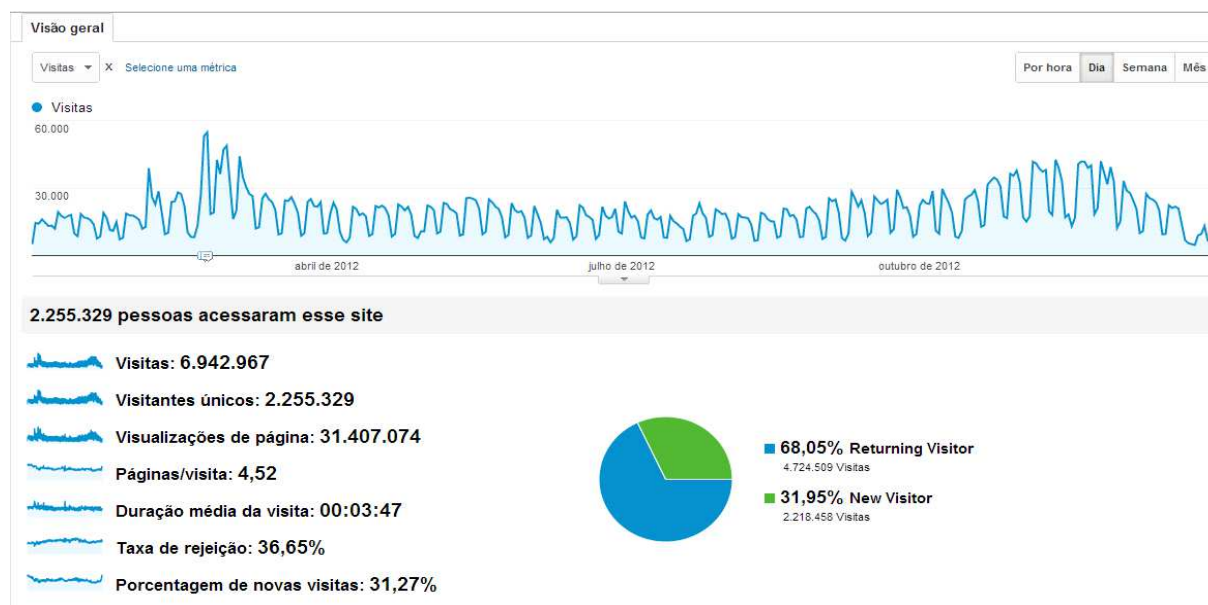 Visão geral
Visitas X Selecione uma métrica
Por hora Dia Semana Mês
Visitas
60.000
30.000
abril de 2012 julho de 2012 outubro de 2012
2.255.329 pessoas acessaram esse site
Visitas: 6.942.967
Visitantes únicos: 2.255.329
Visualizações de página: 31.407.074
Páginas/visita: 4,52
Duração média da visita: 00:03:47
Taxa de rejeição: 36,65%
Porcentagem de novas visitas: 31,27%
68,05% Returning Visitor
4.724.509 Visitas
31,95% New Visitor
2.218.458 Visitas